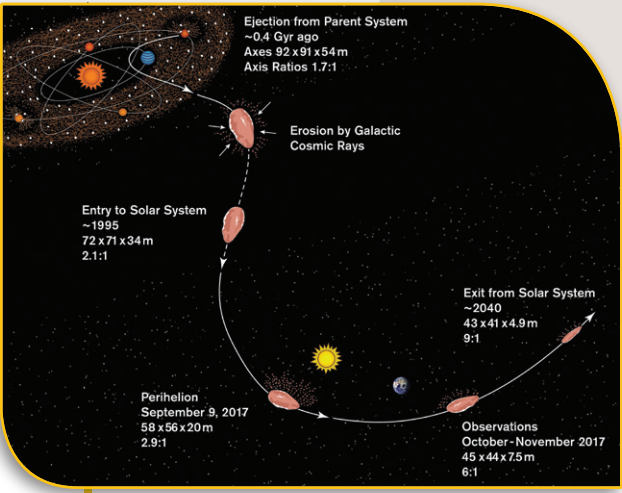 Ejection from Parent System
~0.4 Gyr ago
Axes 92 x 91 x 54 m
Axis Ratios 1.7:1
Erosion by Galactic
Cosmic Rays
Entry to Solar System
~1995
72 x 71 x 34 m
2.1:1
Exit from Solar System
~2040
43 x 41 x 4.9 m
9:1
Perihelion
September 9, 2017
58 x 56 x 20 m
2.9:1
Observations
October-November 2017
45 x 44 x 7.5 m
6:1